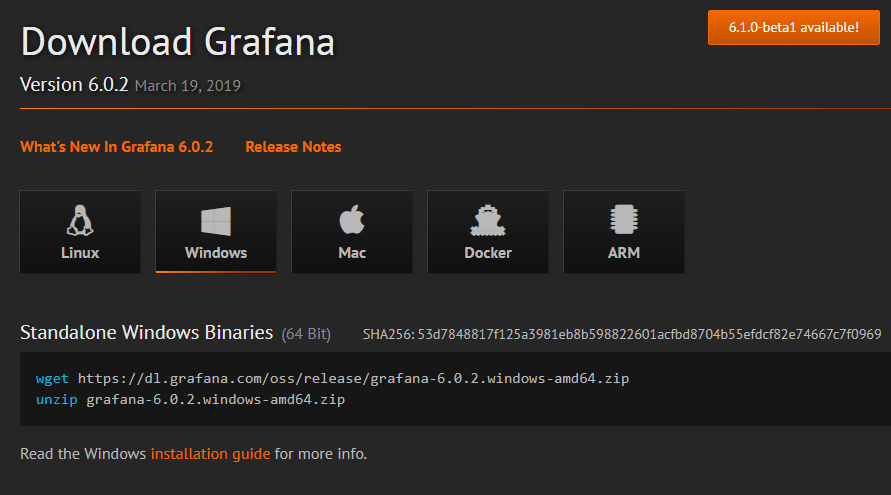 Download Grafana
6.1.0-beta1 available!
Version 6.0.2 March 19, 2019
What's New In Grafana 6.0.2 Release Notes
Linux Windows Mac Docker ARM
Standalone Windows Binaries (64 Bit) SHA256: 53d7848817f125a3981eb8b598822601acfbd8704b55efdcf82e74667c7f0969
wget https://dl.grafana.com/oss/release/grafana-6.0.2.windows-amd64.zip
unzip grafana-6.0.2.windows-amd64.zip
Read the Windows installation guide for more info.